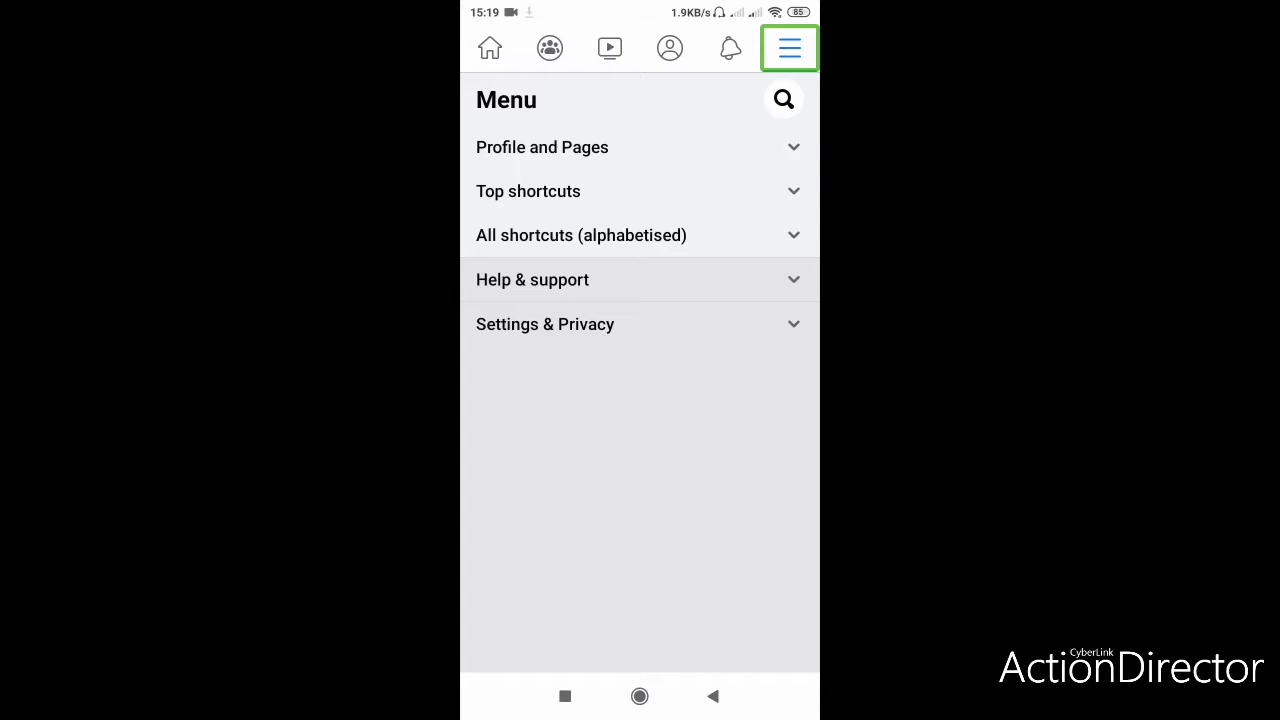 15:19
1.9KB/s
85
Menu
Profile and Pages
Top shortcuts
All shortcuts (alphabetised)
Help & support
Settings & Privacy
CyberLink
ActionDirector